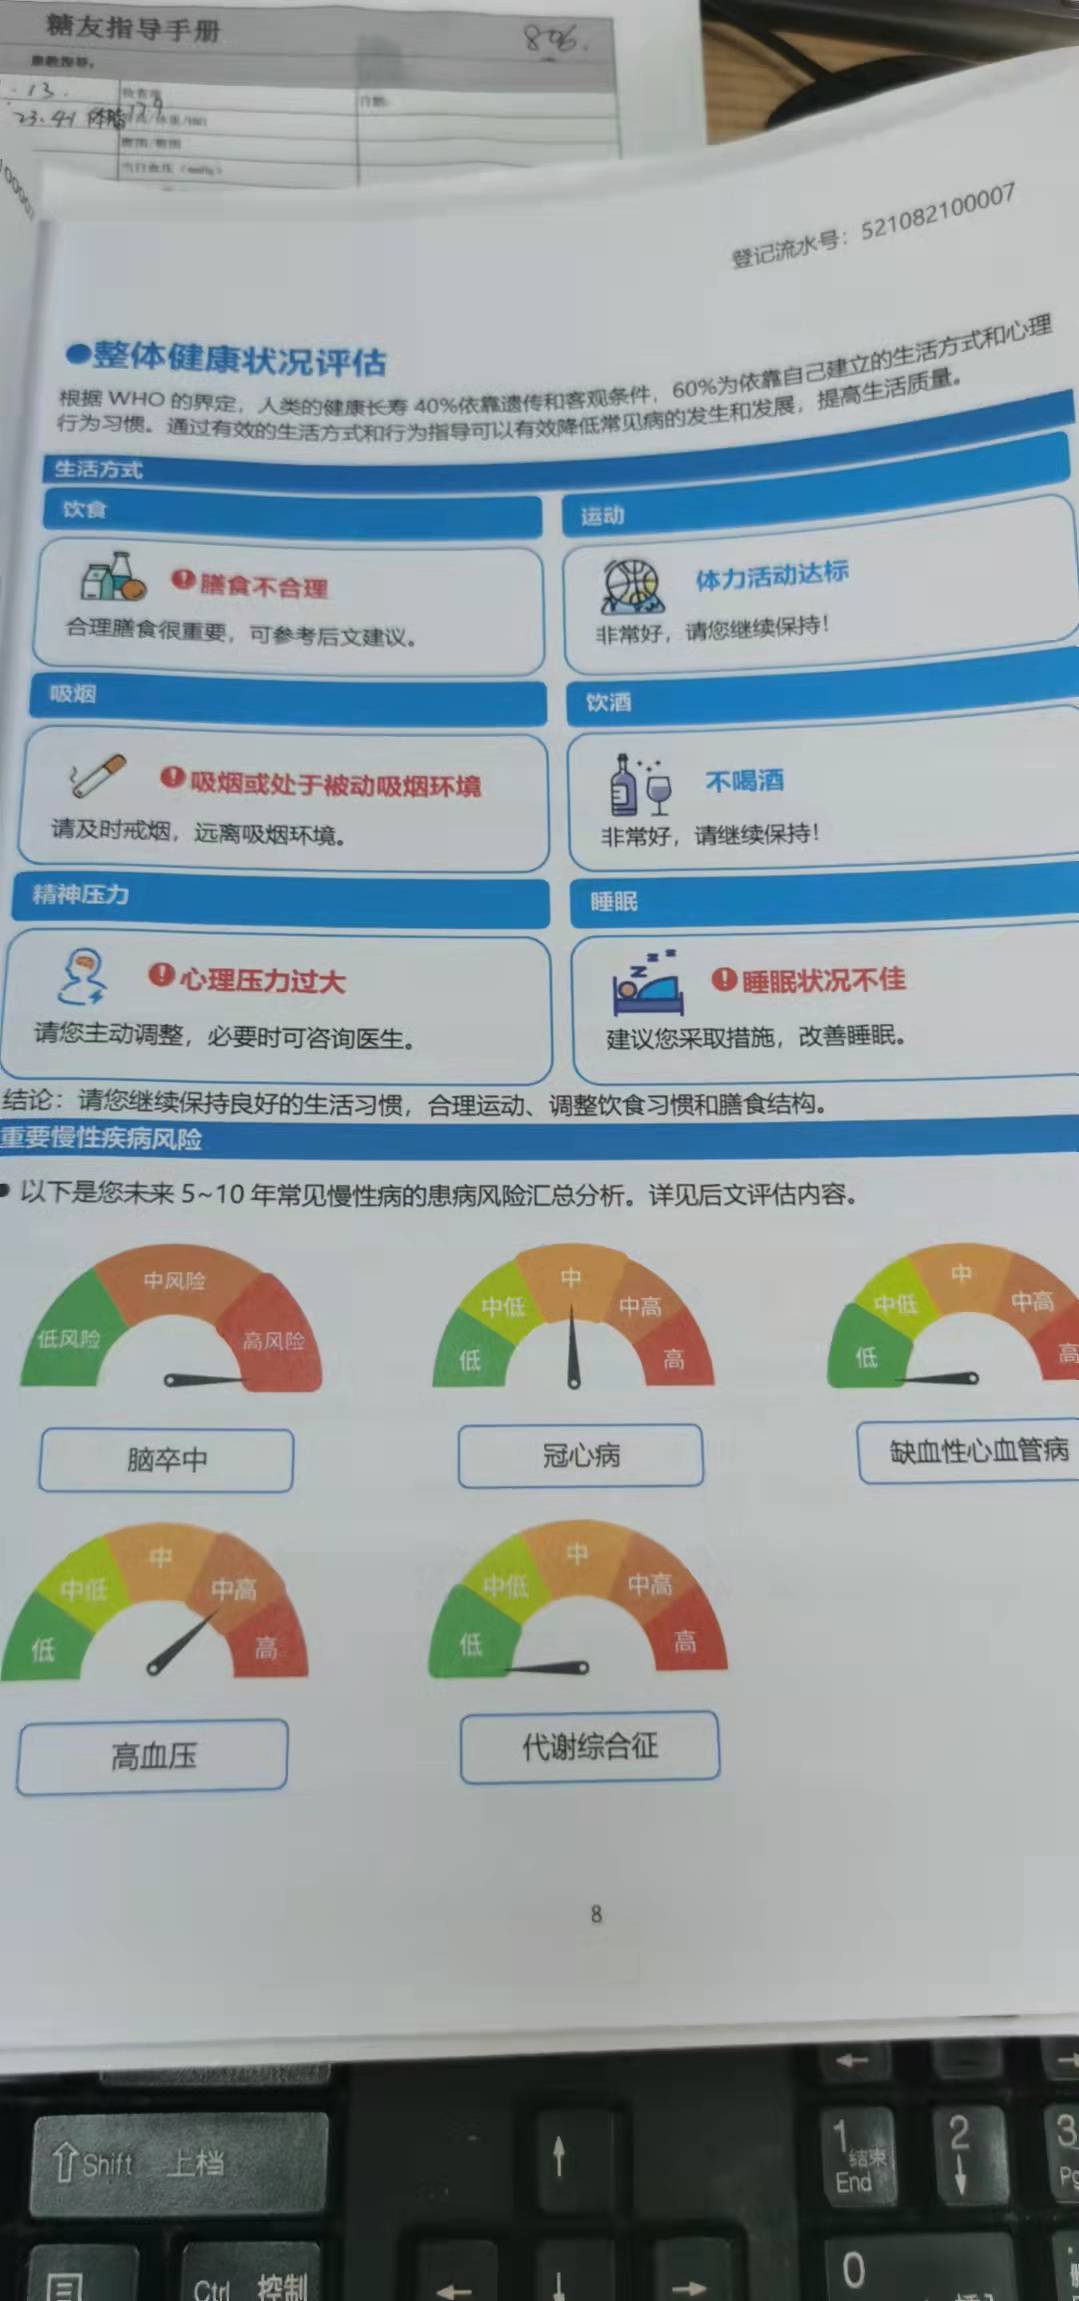 糖友指导手册
806.
23.41 体脂
登记流水号：521082100007
●整体健康状况评估
根据 WHO 的界定，人类的健康长寿 40%依靠遗传和客观条件，60%为依靠自己建立的生活方式和心理
行为习惯。通过有效的生活方式和行为指导可以有效降低常见病的发生和发展，提高生活质量。
生活方式
饮食
运动
膳食不合理
合理膳食很重要，可参考后文建议。
体力活动达标
非常好，请您继续保持！
吸烟
饮酒
吸烟或处于被动吸烟环境
请及时戒烟，远离吸烟环境。
不喝酒
非常好，请继续保持！
精神压力
睡眠
心理压力过大
请您主动调整，必要时可咨询医生。
睡眠状况不佳
建议您采取措施，改善睡眠。
结论：请您继续保持良好的生活习惯，合理运动、调整饮食习惯和膳食结构。
重要慢性疾病风险
以下是您未来 5~10 年常见慢性病的患病风险汇总分析。详见后文评估内容。
低风险 中风险 高风险
低 中低 中 中高 高
低 中低 中 中高 高
脑卒中
冠心病
缺血性心血管病
低 中低 中 中高 高
低 中低 中 中高 高
高血压
代谢综合征
8
Shift 上档
1 结束 End
2
3
Ctrl 控制
0